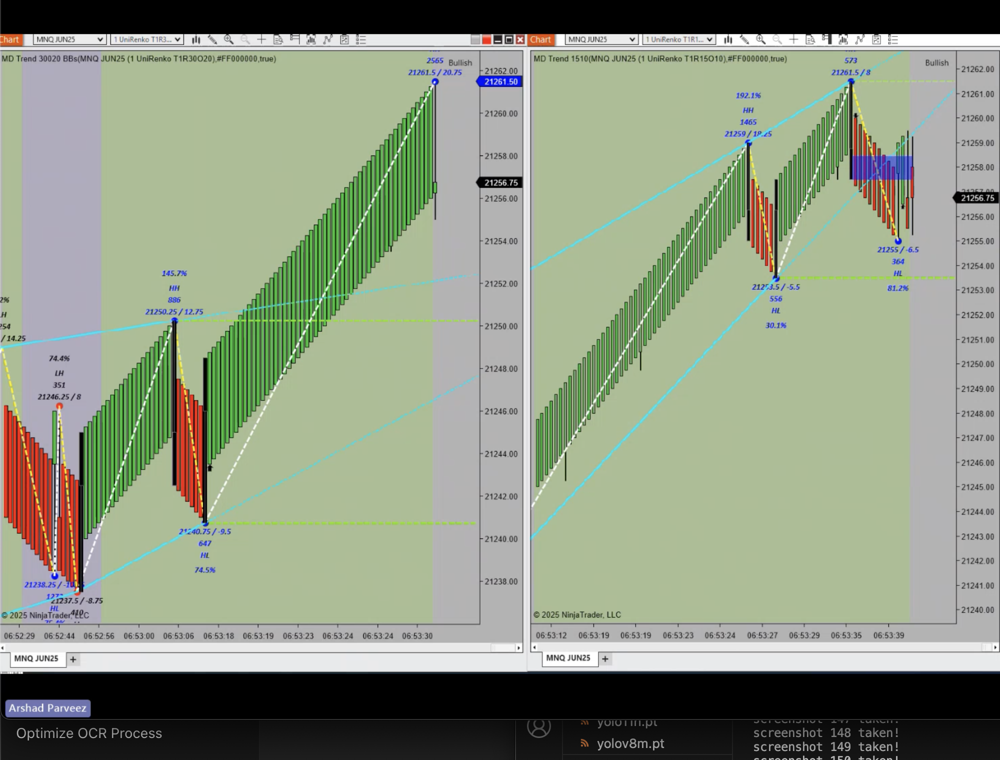 Chart
MNQ JUN25
1 UniRenko T1R3...
MD Trend 30020 BBs(MNQ JUN25 (1 UniRenko T1R30O20),#FF000000,true)
Bullish
2565
21261.5 / 20.75
145.7%
HH
886
21250.25 / 12.75
2%
LH
254
/ 14.25
74.4%
LH
351
21246.25 / 8
21240.75 / -9.5
647
HL
74.5%
21237.5 / -8.75
410
HL
© 2025 NinjaTrader, LLC
21262.00
21261.50
21260.00
21258.00
21256.75
21256.00
21254.00
21252.00
21250.00
21248.00
21246.00
21244.00
21242.00
21240.00
21238.00
06:52:29
06:52:44
06:52:56
06:53:00
06:53:06
06:53:18
06:53:19
06:53:23
06:53:24
06:53:24
06:53:30
MNQ JUN25
+
Chart
MNQ JUN25
1 UniRenko T1R1...
MD Trend 1510(MNQ JUN25 (1 UniRenko T1R15O10),#FF000000,true)
Bullish
573
21261.5 / 8
192.1%
HH
1465
556
HL
30.1%
21255 / -6.5
364
HL
81.2%
© 2025 NinjaTrader, LLC
21262.00
21261.00
21260.00
21259.00
21258.00
21256.75
21256.00
21255.00
21254.00
21253.00
21252.00
21251.00
21250.00
21249.00
21248.00
21247.00
21246.00
21245.00
21244.00
21243.00
21242.00
21241.00
21240.00
06:53:12
06:53:19
06:53:19
06:53:23
06:53:24
06:53:27
06:53:29
06:53:35
06:53:39
MNQ JUN25
+
Arshad Parveez
Optimize OCR Process
yolo11n.pt
yolov8m.pt
screenshot 147 taken!
screenshot 148 taken!
screenshot 149 taken!
screenshot 150 taken!